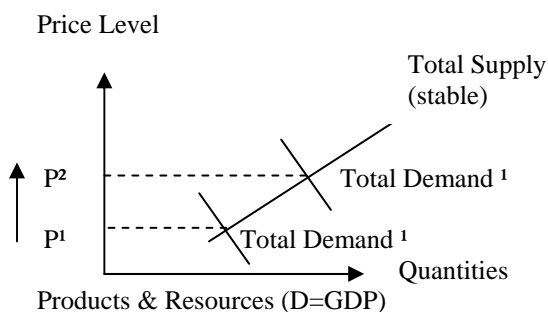 Price Level
Total Supply
(stable)
P²
Total Demand ¹
P¹
Total Demand ¹
Quantities
Products & Resources (D=GDP)